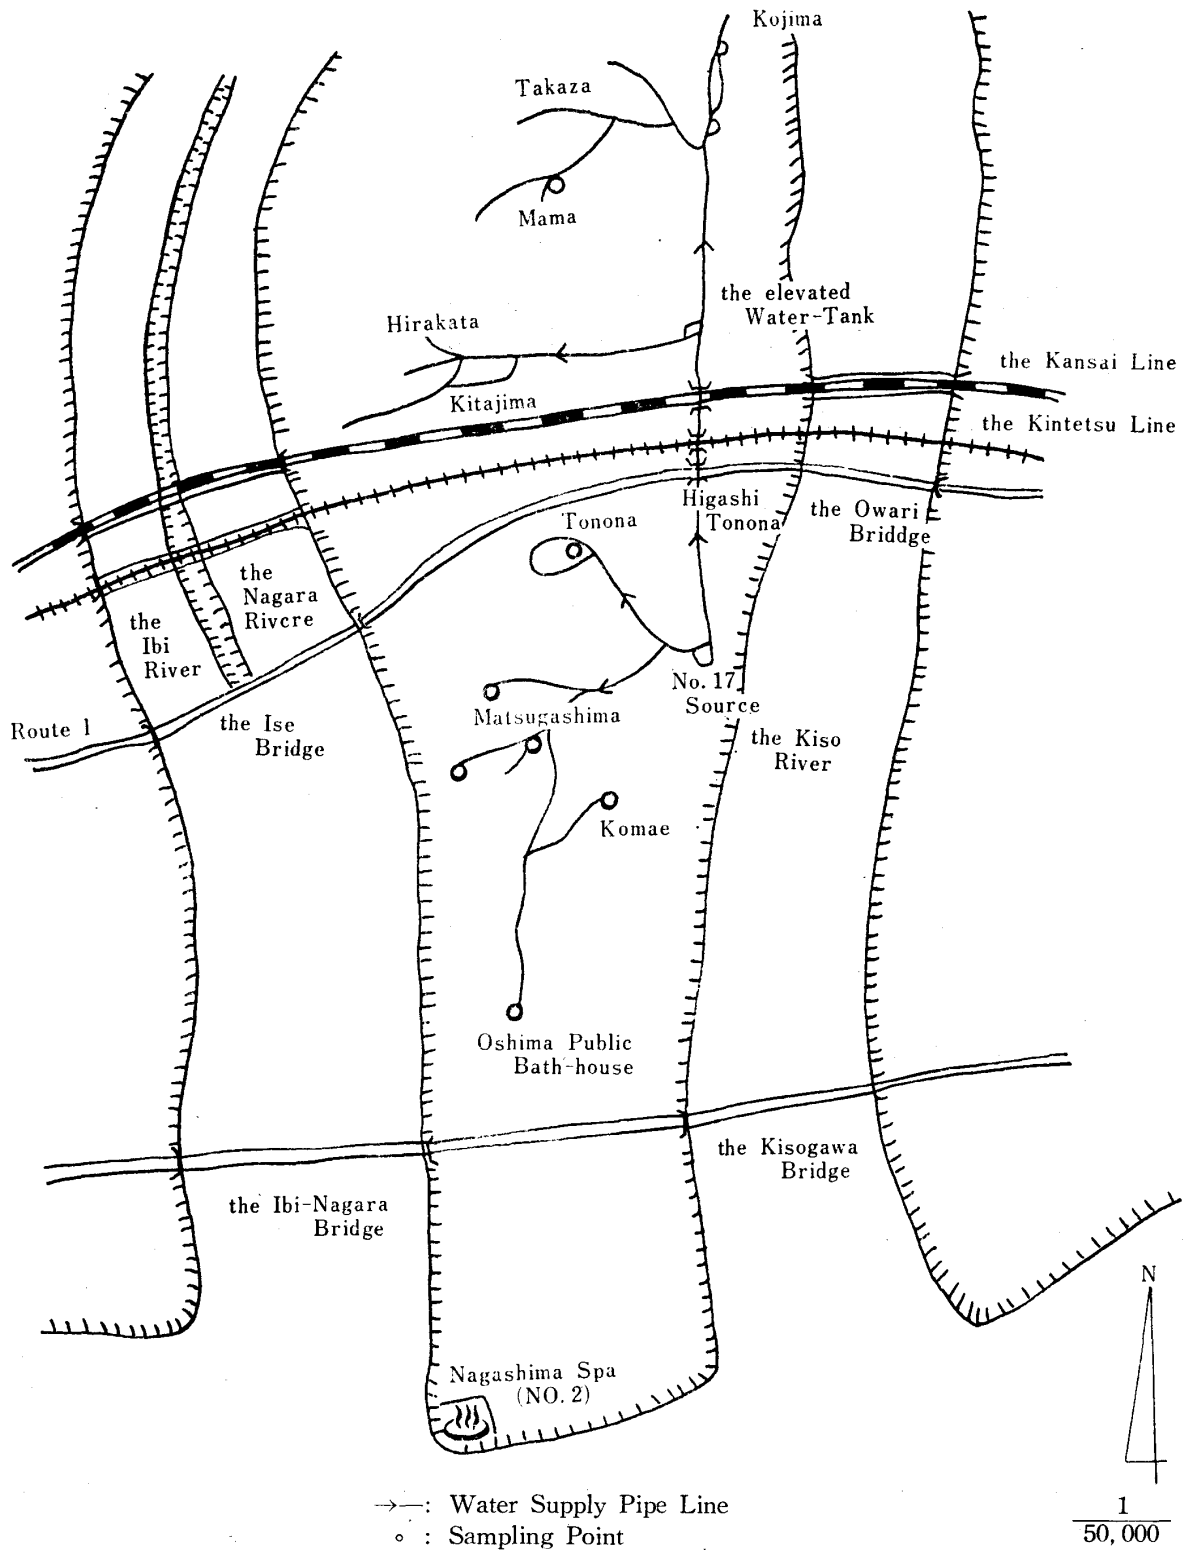 Kojima
Takaza
Mama
the elevated
Water-Tank
Hirakata
Kitajima
the Kansai Line
the Kintetsu Line
Higashi
Tonona
the Owari
Briddge
Tonona
the
Nagara
Rivcre
the
Ibi
River
No. 17
Source
Route 1
the Ise
Bridge
Matsugashima
the Kiso
River
Komae
Oshima Public
Bath-house
the Kisogawa
Bridge
the Ibi-Nagara
Bridge
N
Nagashima Spa
(NO. 2)
: Water Supply Pipe Line
: Sampling Point
1
50,000